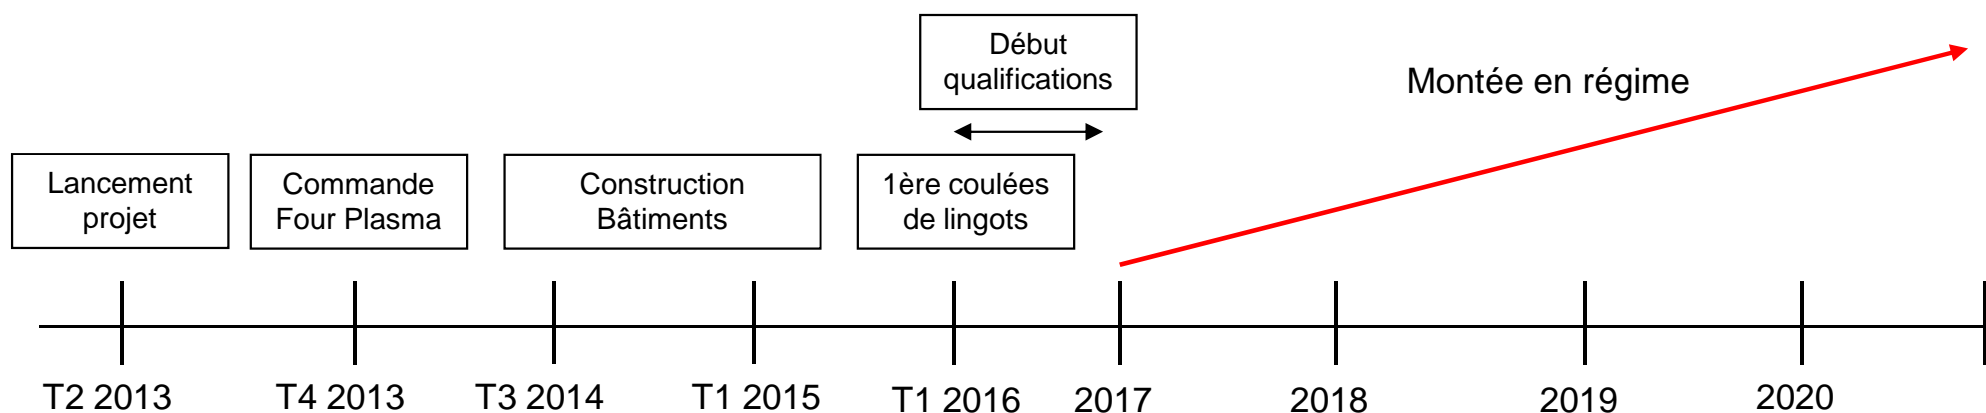 Début
qualifications
Montée en régime
Lancement
projet
Commande
Four Plasma
Construction
Bâtiments
1ère coulées
de lingots
T2 2013
T4 2013
T3 2014
T1 2015
T1 2016
2017
2018
2019
2020